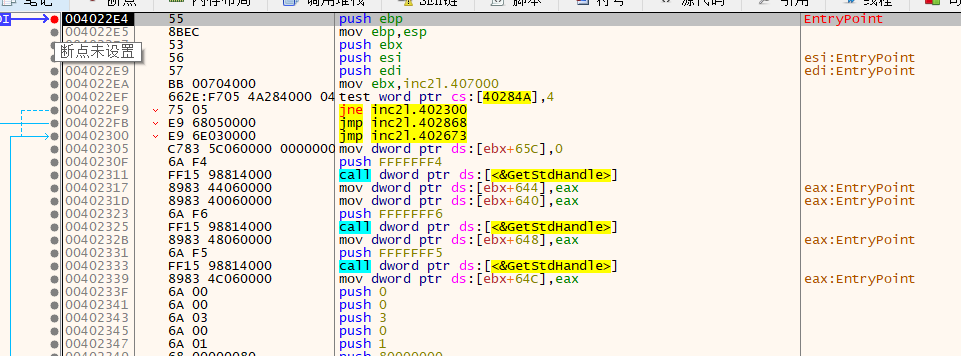 笔记 断点 内存布局 调用堆栈 SEH链 符号 源代码 引用 线程
004022E4 55 push ebp EntryPoint
004022E5 8BEC mov ebp,esp
53 push ebx
断点未设置 56 push esi esi:EntryPoint
004022E9 57 push edi edi:EntryPoint
004022EA BB 00704000 mov ebx,inc2l.407000
004022EF 662E:F705 4A284000 04 test word ptr cs:[40284A],4
004022F9 75 05 jne inc2l.402300
004022FB E9 68050000 jmp inc2l.402868
00402300 E9 6E030000 jmp inc2l.402673
00402305 C783 5C060000 00000000 mov dword ptr ds:[ebx+65C],0
0040230F 6A F4 push FFFFFFF4
00402311 FF15 98814000 call dword ptr ds:[<&GetStdHandle>]
00402317 8983 44060000 mov dword ptr ds:[ebx+644],eax eax:EntryPoint
0040231D 8983 40060000 mov dword ptr ds:[ebx+640],eax eax:EntryPoint
00402323 6A F6 push FFFFFFF6
00402325 FF15 98814000 call dword ptr ds:[<&GetStdHandle>]
0040232B 8983 48060000 mov dword ptr ds:[ebx+648],eax eax:EntryPoint
00402331 6A F5 push FFFFFFF5
00402333 FF15 98814000 call dword ptr ds:[<&GetStdHandle>]
00402339 8983 4C060000 mov dword ptr ds:[ebx+64C],eax eax:EntryPoint
0040233F 6A 00 push 0
00402341 6A 00 push 0
00402343 6A 03 push 3
00402345 6A 00 push 0
00402347 6A 01 push 1
00402349 68 00000080 push 80000000